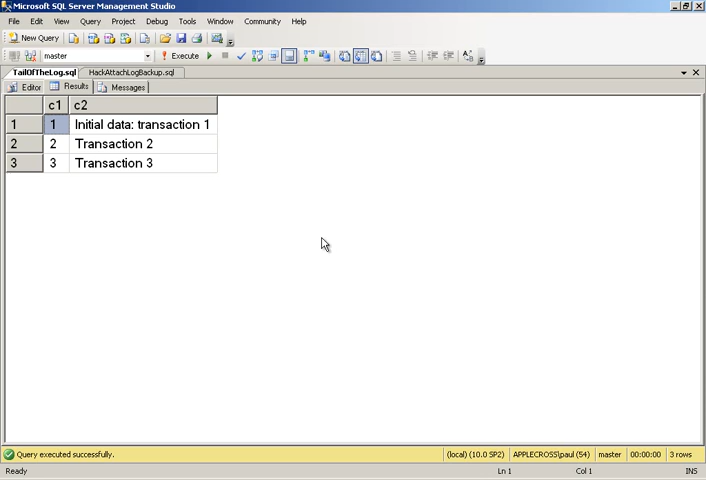 Microsoft SQL Server Management Studio
File Edit View Query Project Debug Tools Window Community Help
New Query
master Execute
TailOfTheLog.sql HackAttachLogBackup.sql
Editor Results Messages
c1 c2
1 1 Initial data: transaction 1
2 2 Transaction 2
3 3 Transaction 3
Query executed successfully. (local) (10.0 SP2) APPLECROSS\paul (54) master 00:00:00 3 rows
Ready Ln 1 Col 1 INS